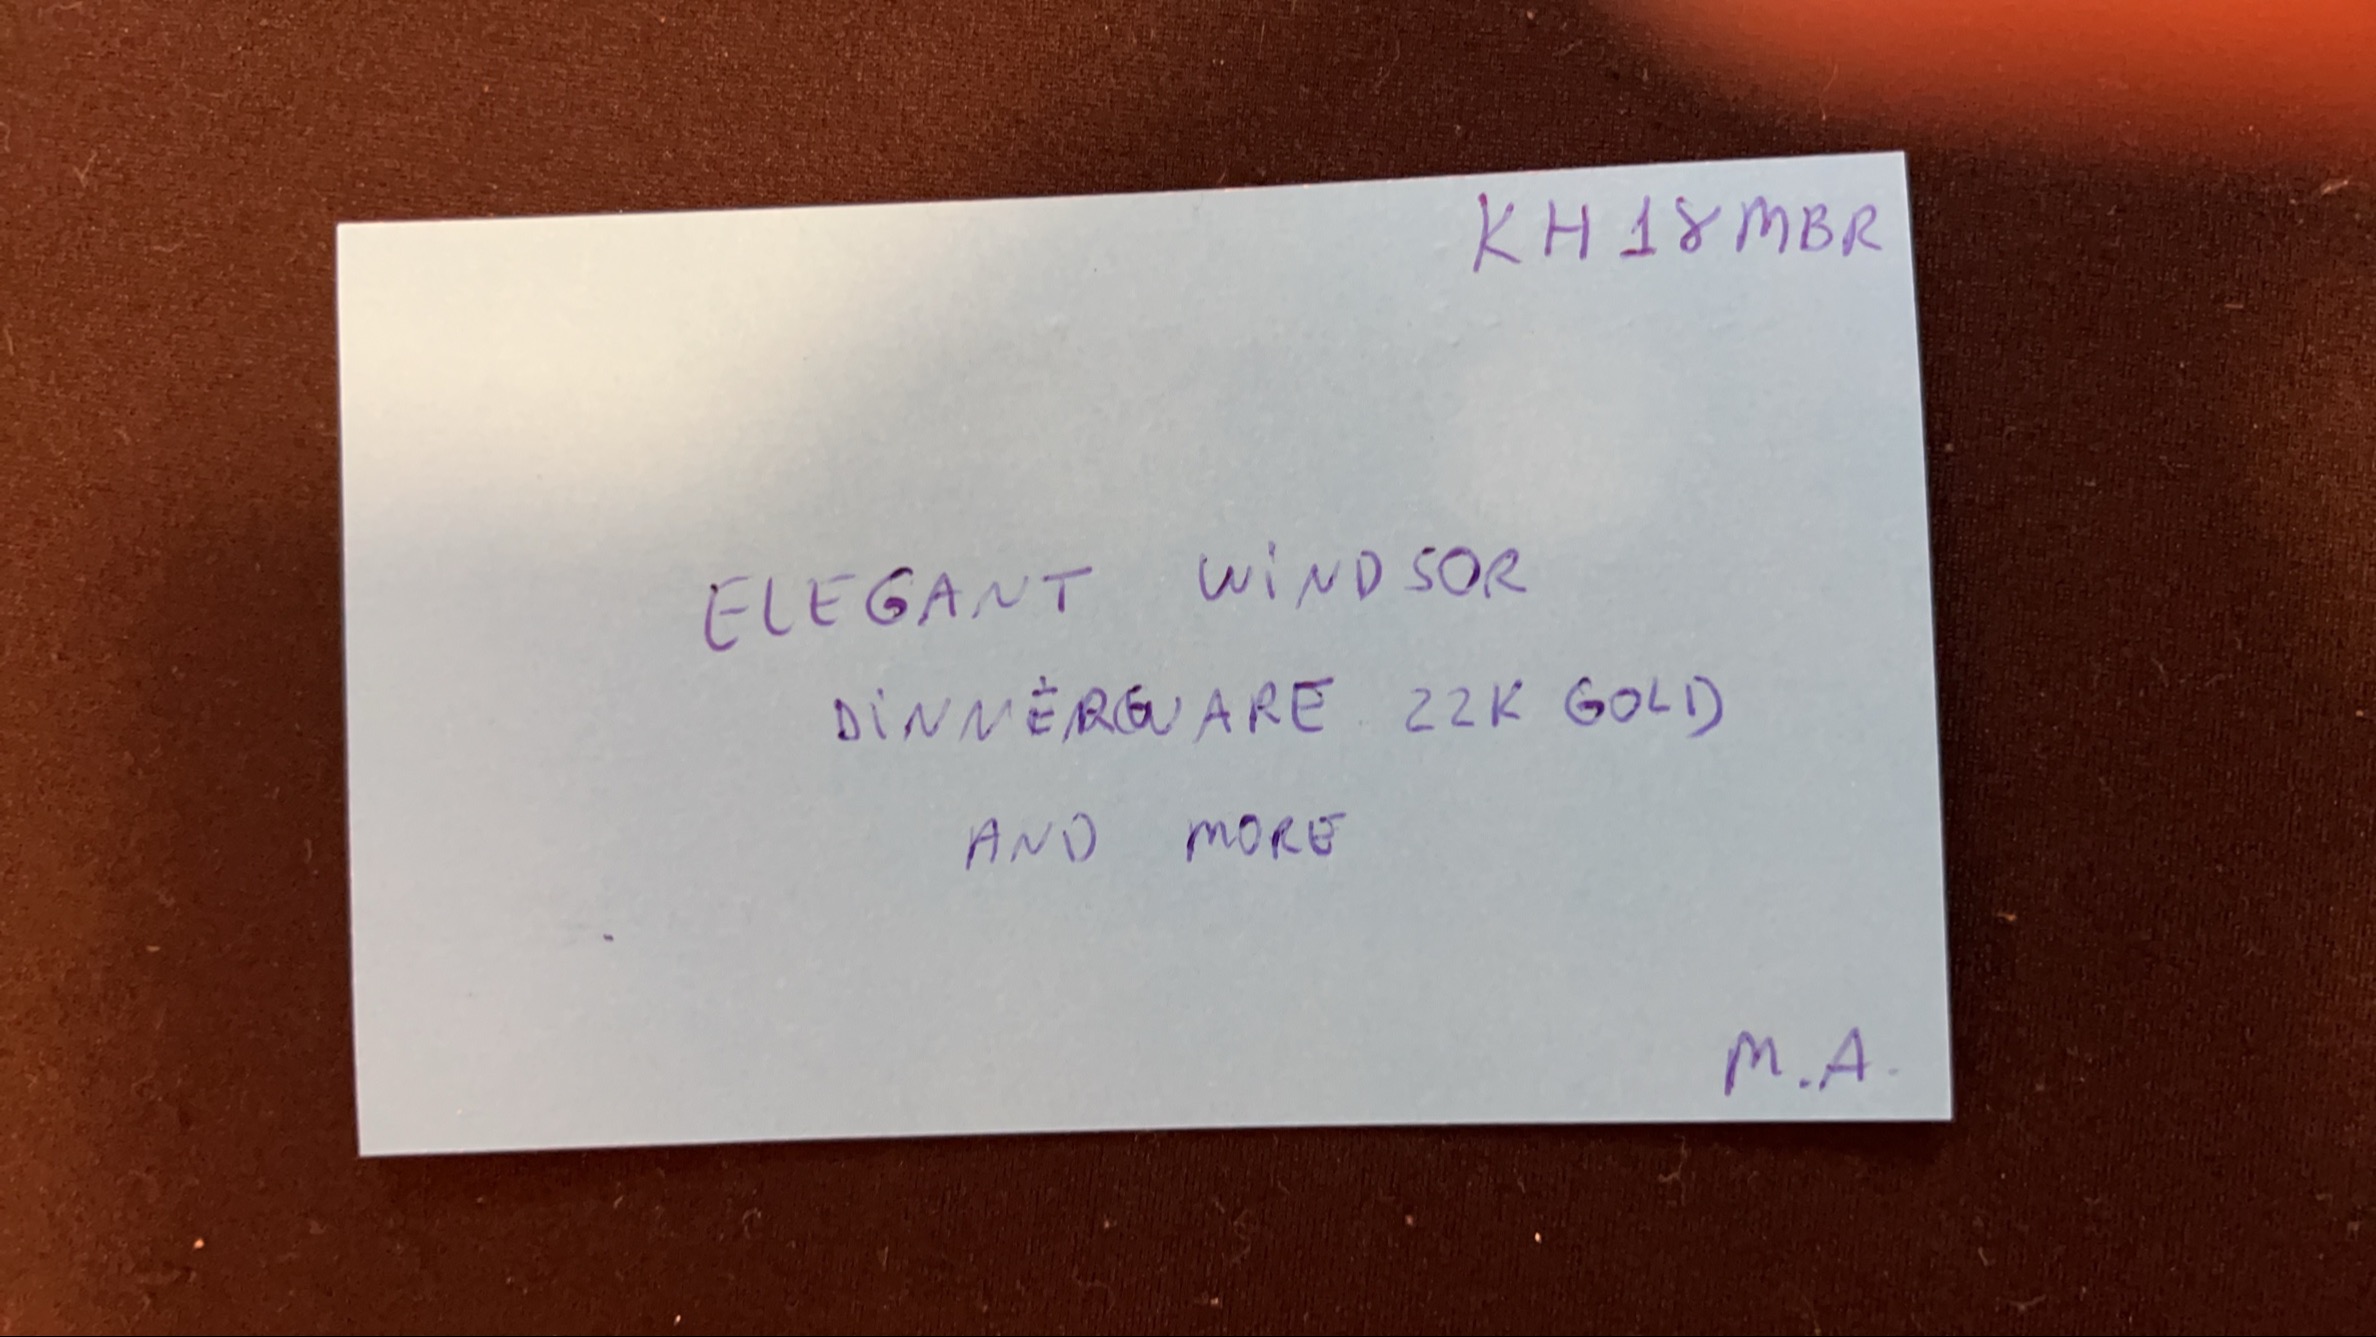 KH18MBR
ELEGANT WINDSOR
DINNERWARE 22K GOLD
AND MORE
M.A.